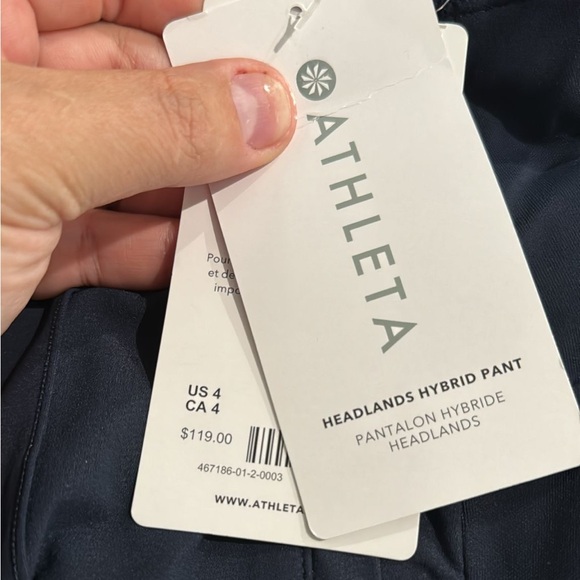 ATHLETA
HEADLANDS HYBRID PANT
PANTALON HYBRIDE
HEADLANDS
et
US 4
CA 4
$119.00
467186-01-2-0003
WWW.ATHLETA